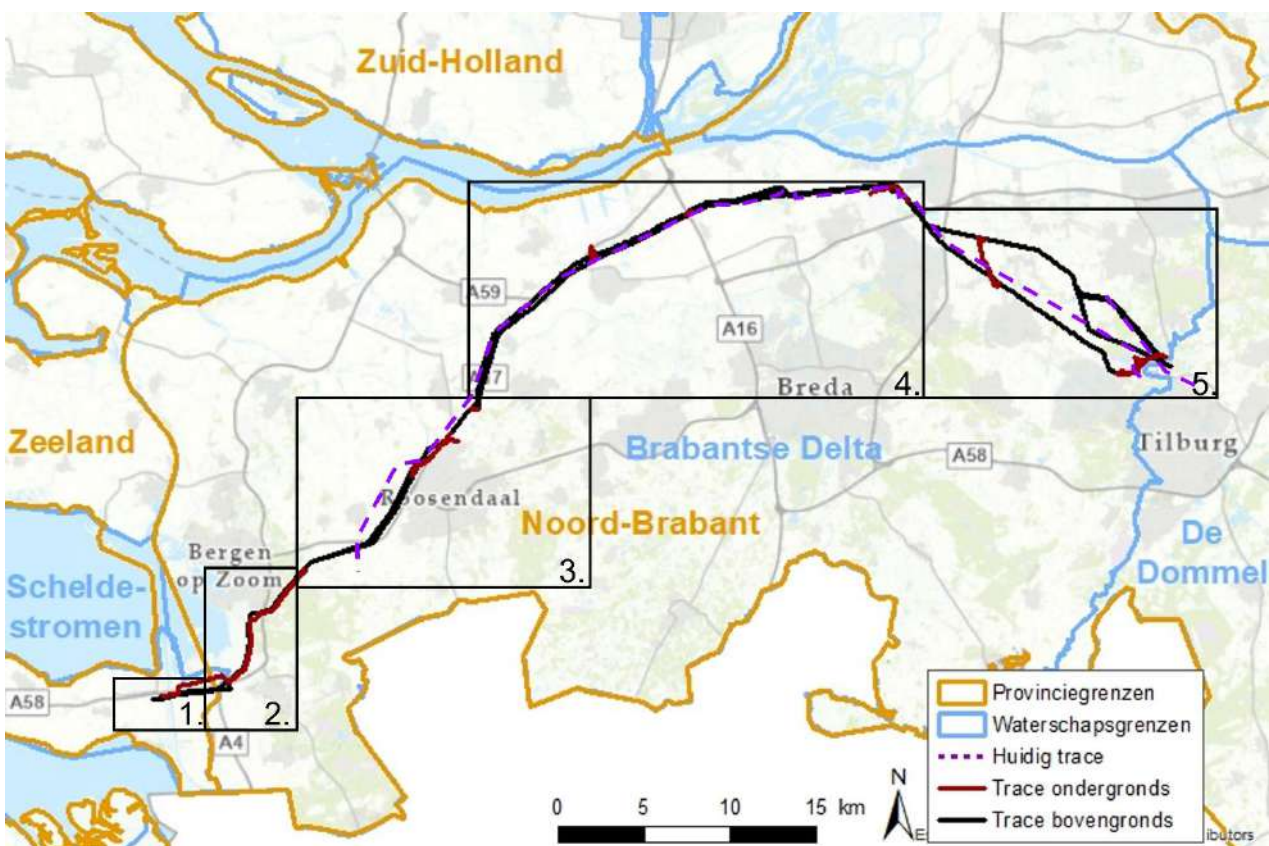 Zuid-Holland
A59
A16
Breda
4.
5.
Zeeland
Brabantse Delta
A58
Tilburg
Roosendaal
Noord-Brabant
Bergen
op Zoom
3.
De
Dommel
Schelde-
stromen
A58
1.
2.
A4
Provinciegrenzen
Waterschapsgrenzen
Huidig trace
Trace ondergronds
Trace bovengronds
N
0 5 10 15 km